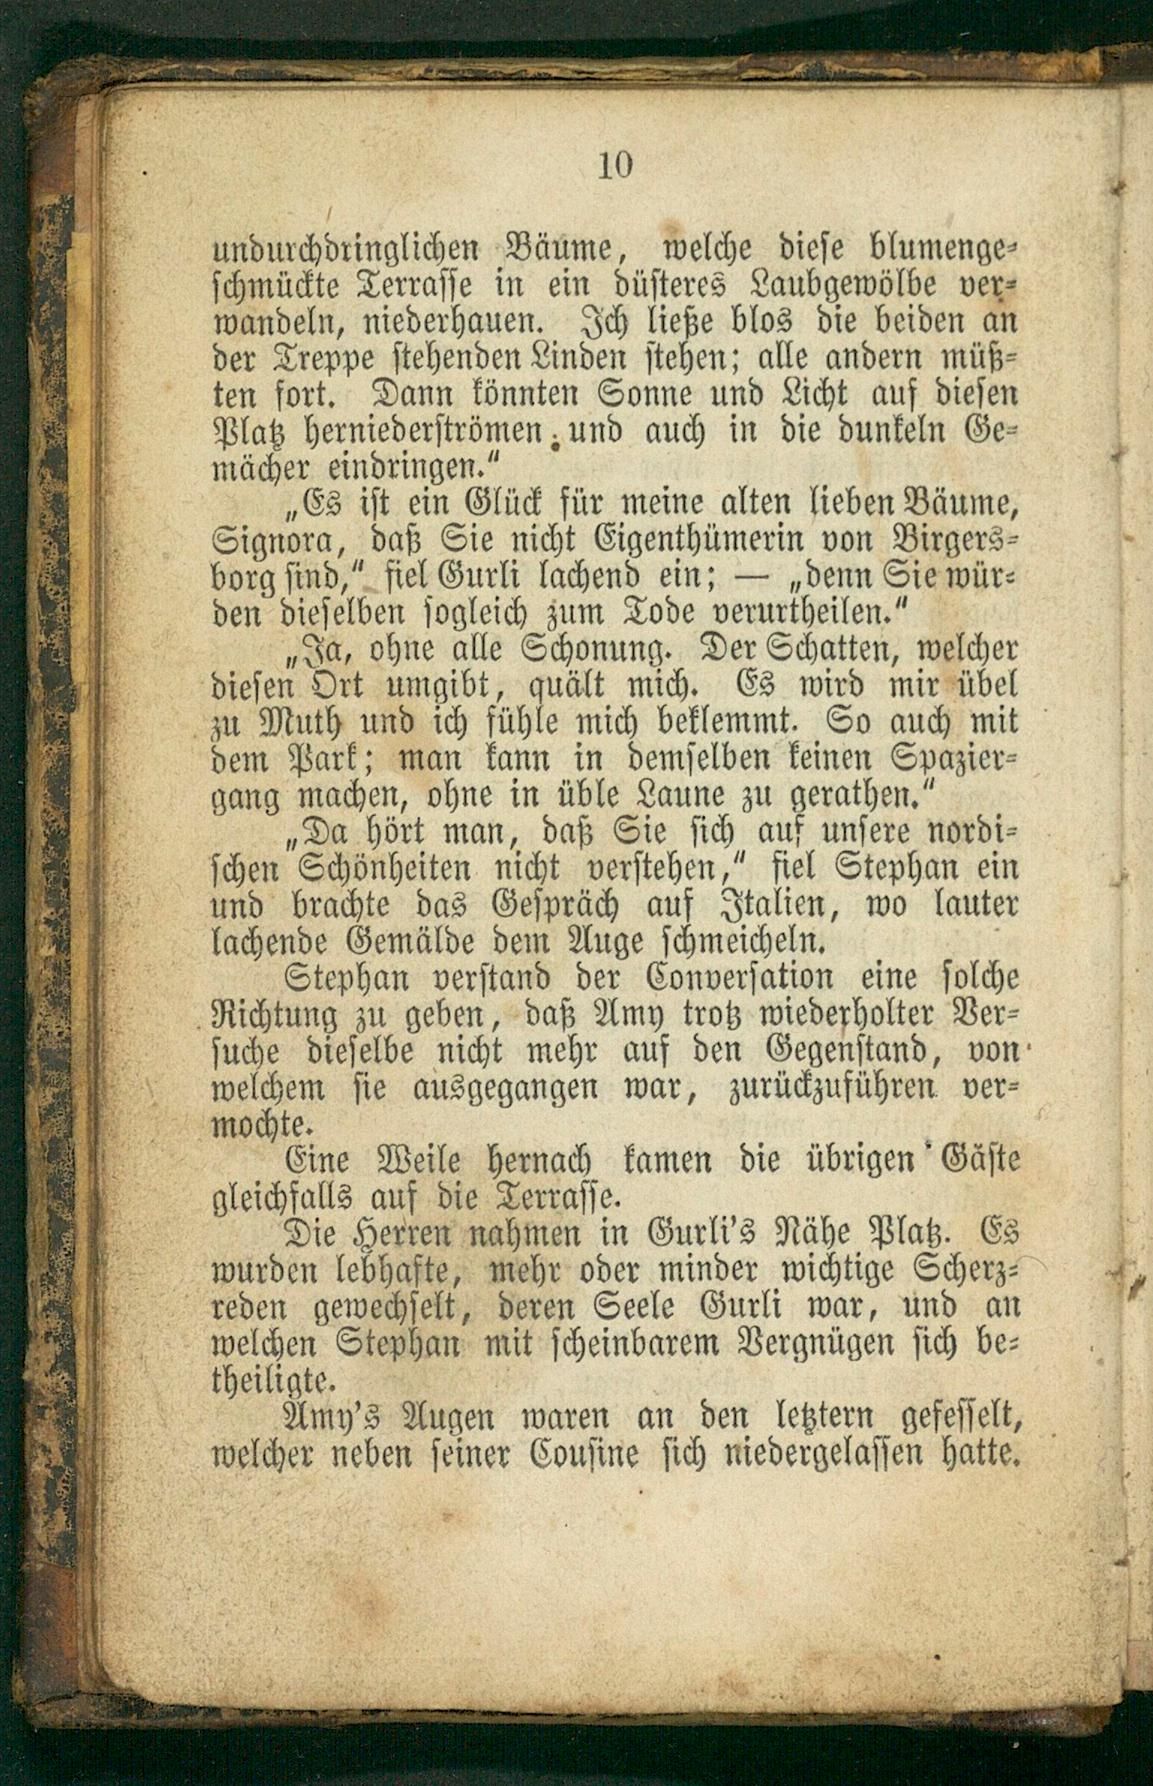 10
undurchdringlichen Bäume, welche diese blumenge-
schmückte Terrasse in ein düsteres Laubgewölbe ver-
wandeln, niederhauen. Ich ließe blos die beiden an
der Treppe stehenden Linden stehen; alle andern müß-
ten fort. Dann könnten Sonne und Licht auf diesen
Platz herniederströmen und auch in die dunkeln Ge-
mächer eindringen.“
„Es ist ein Glück für meine alten lieben Bäume,
Signora, daß Sie nicht Eigenthümerin von Birgers-
borg sind,“ fiel Gurli lachend ein; — „denn Sie wür-
den dieselben sogleich zum Tode verurtheilen.“
„Ja, ohne alle Schonung. Der Schatten, welcher
diesen Ort umgibt, quält mich. Es wird mir übel
zu Muth und ich fühle mich beklemmt. So auch mit
dem Park; man kann in demselben keinen Spazier-
gang machen, ohne in üble Laune zu gerathen.“
„Da hört man, daß Sie sich auf unsere nordi-
schen Schönheiten nicht verstehen,“ fiel Stephan ein
und brachte das Gespräch auf Italien, wo lauter
lachende Gemälde dem Auge schmeicheln.
Stephan verstand der Conversation eine solche
Richtung zu geben, daß Amy trotz wiederholter Ver-
suche dieselbe nicht mehr auf den Gegenstand, von
welchem sie ausgegangen war, zurückzuführen ver-
mochte.
Eine Weile hernach kamen die übrigen Gäste
gleichfalls auf die Terrasse.
Die Herren nahmen in Gurli's Nähe Platz. Es
wurden lebhafte, mehr oder minder wichtige Scherz-
reden gewechselt, deren Seele Gurli war, und an
welchen Stephan mit scheinbarem Vergnügen sich be-
theiligte.
Amy's Augen waren an den letztern gefesselt,
welcher neben seiner Cousine sich niedergelassen hatte.